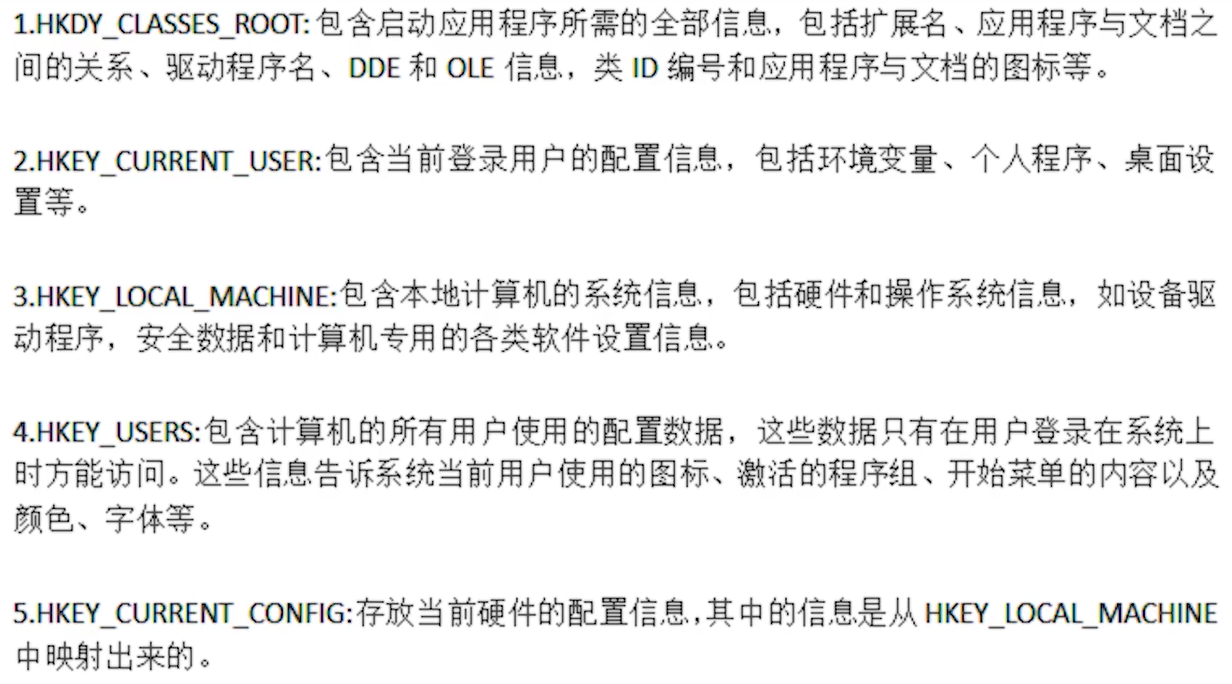 1.HKDY_CLASSES_ROOT:包含启动应用程序所需的全部信息，包括扩展名、应用程序与文档之
间的关系、驱动程序名、DDE 和 OLE 信息，类 ID 编号和应用程序与文档的图标等。
2.HKEY_CURRENT_USER:包含当前登录用户的配置信息，包括环境变量、个人程序、桌面设
置等。
3.HKEY_LOCAL_MACHINE:包含本地计算机的系统信息，包括硬件和操作系统信息，如设备驱
动程序，安全数据和计算机专用的各类软件设置信息。
4.HKEY_USERS:包含计算机的所有用户使用的配置数据，这些数据只有在用户登录在系统上
时方能访问。这些信息告诉系统当前用户使用的图标、激活的程序组、开始菜单的内容以及
颜色、字体等。
5.HKEY_CURRENT_CONFIG:存放当前硬件的配置信息,其中的信息是从 HKEY_LOCAL_MACHINE
中映射出来的。